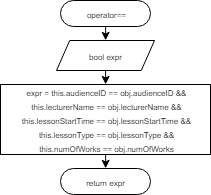 operator==
bool expr
expr = this.audienceID == obj.audienceID &&
this.lecturerName == obj.lecturerName &&
this.lessonStartTime == obj.lessonStartTime &&
this.lessonType == obj.lessonType &&
this.numOfWorks == obj.numOfWorks
return expr